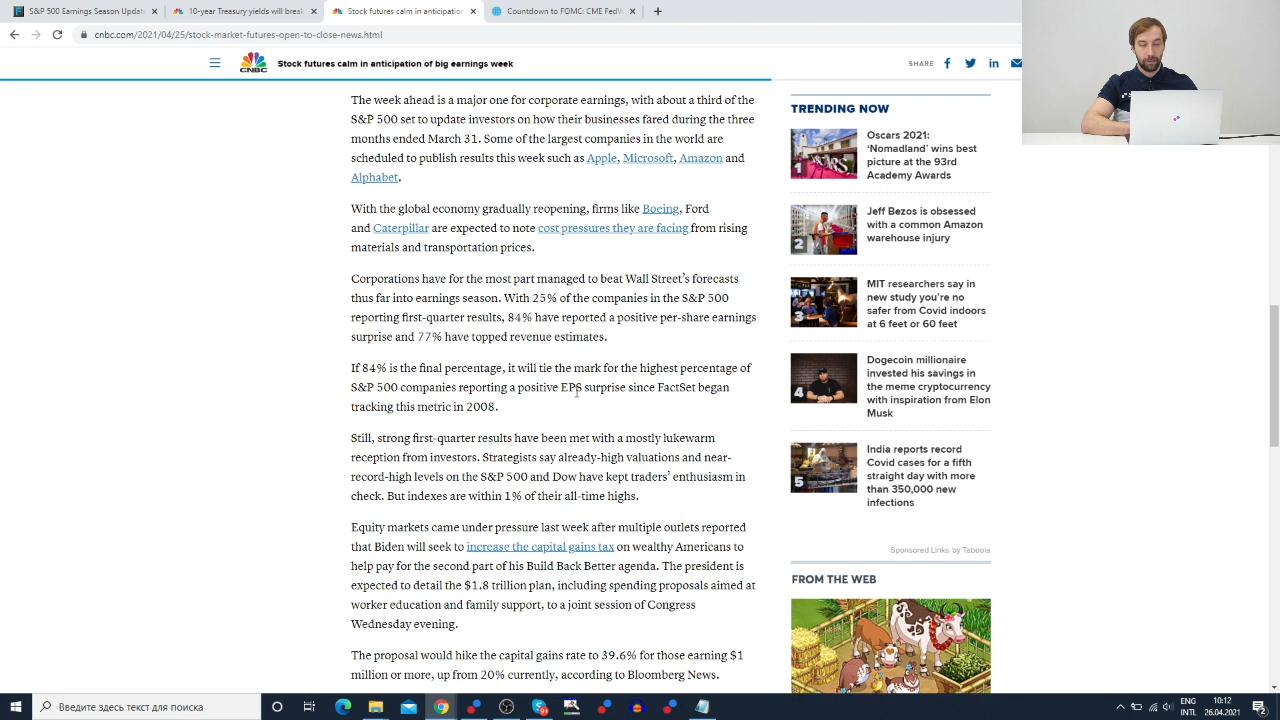 S&P 500 Earnings Season Updat
10-year Treasury yields break
Stock futures calm in anticipation
Countdown to FOMC: CME FedW
cnbc.com/2021/04/25/stock-market-futures-open-to-close-news.html
CNBC
Stock futures calm in anticipation of big earnings week
SHARE
The week ahead is a major one for corporate earnings, with about a third of the
S&P 500 set to update investors on how their businesses fared during the three
months ended March 31. Some of the largest companies in the world are
scheduled to publish results this week such as Apple, Microsoft, Amazon and
Alphabet.
With the global economy gradually reopening, firms like Boeing, Ford
and Caterpillar are expected to note cost pressures they are facing from rising
materials and transportation prices.
Corporations have for the most part managed to beat Wall Street's forecasts
thus far into earnings season. With 25% of the companies in the S&P 500
reporting first-quarter results, 84% have reported a positive per-share earnings
surprise and 77% have topped revenue estimates.
If 84% is the final percentage, it will tie the mark for the highest percentage of
S&P 500 companies reporting a positive EPS surprise since FactSet began
tracking this metric in 2008.
Still, strong first-quarter results have been met with a mostly lukewarm
reception from investors. Strategists say already-high valuations and near-
record-high levels on the S&P 500 and Dow have kept traders' enthusiasm in
check. But indexes are within 1% of their all-time highs.
Equity markets came under pressure last week after multiple outlets reported
that Biden will seek to increase the capital gains tax on wealthy Americans to
help pay for the second part of his Build Back Better agenda. The president is
expected to detail the $1.8 trillion plan, including spending proposals aimed at
worker education and family support, to a joint session of Congress
Wednesday evening.
The proposal would hike the capital gains rate to 39.6% for those earning $1
million or more, up from 20% currently, according to Bloomberg News.
TRENDING NOW
1
Oscars 2021:
'Nomadland' wins best
picture at the 93rd
Academy Awards
2
Jeff Bezos is obsessed
with a common Amazon
warehouse injury
3
MIT researchers say in
new study you're no
safer from Covid indoors
at 6 feet or 60 feet
4
Dogecoin millionaire
invested his savings in
the meme cryptocurrency
with inspiration from Elon
Musk
5
India reports record
Covid cases for a fifth
straight day with more
than 350,000 new
infections
Sponsored Links by Taboola
FROM THE WEB
Введите здесь текст для поиска
ENG
INTL
10:12
26.04.2021